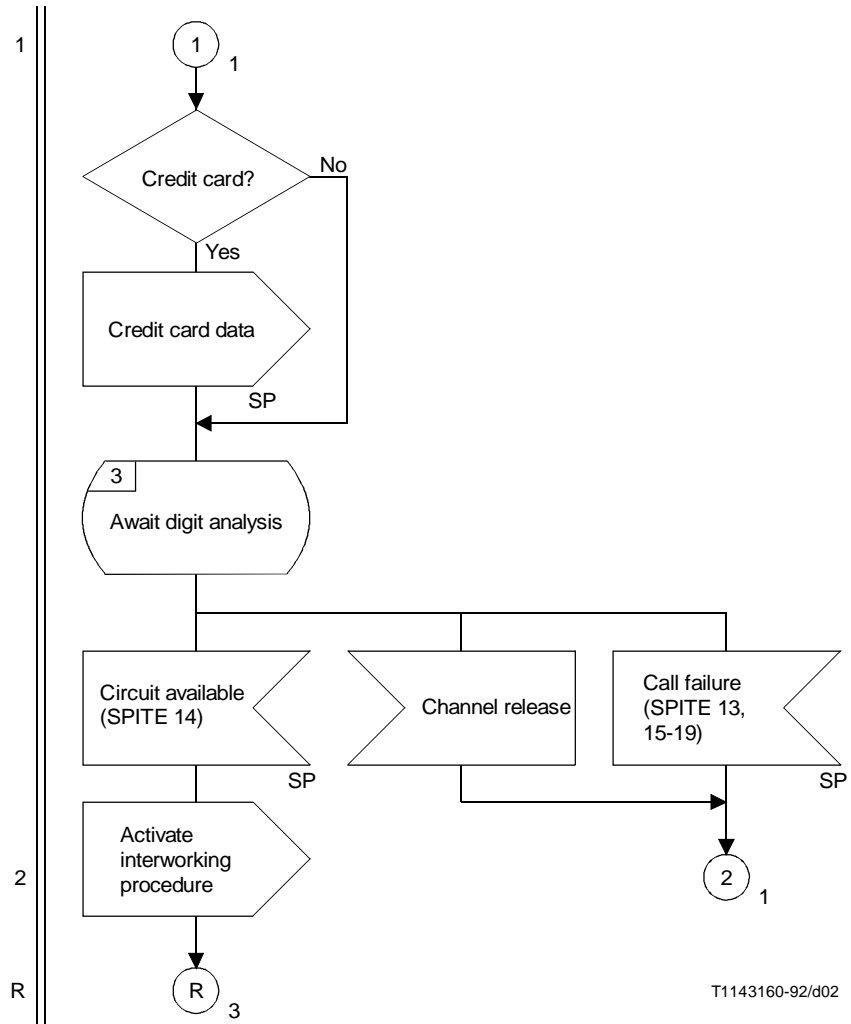 1
1
1
Credit card?
No
Yes
Credit card data
SP
3
Await digit analysis
Circuit available
(SPITE 14)
SP
Channel release
Call failure
(SPITE 13,
15-19)
SP
Activate
interworking
procedure
2
2
1
R
R
3
T1143160-92/d02